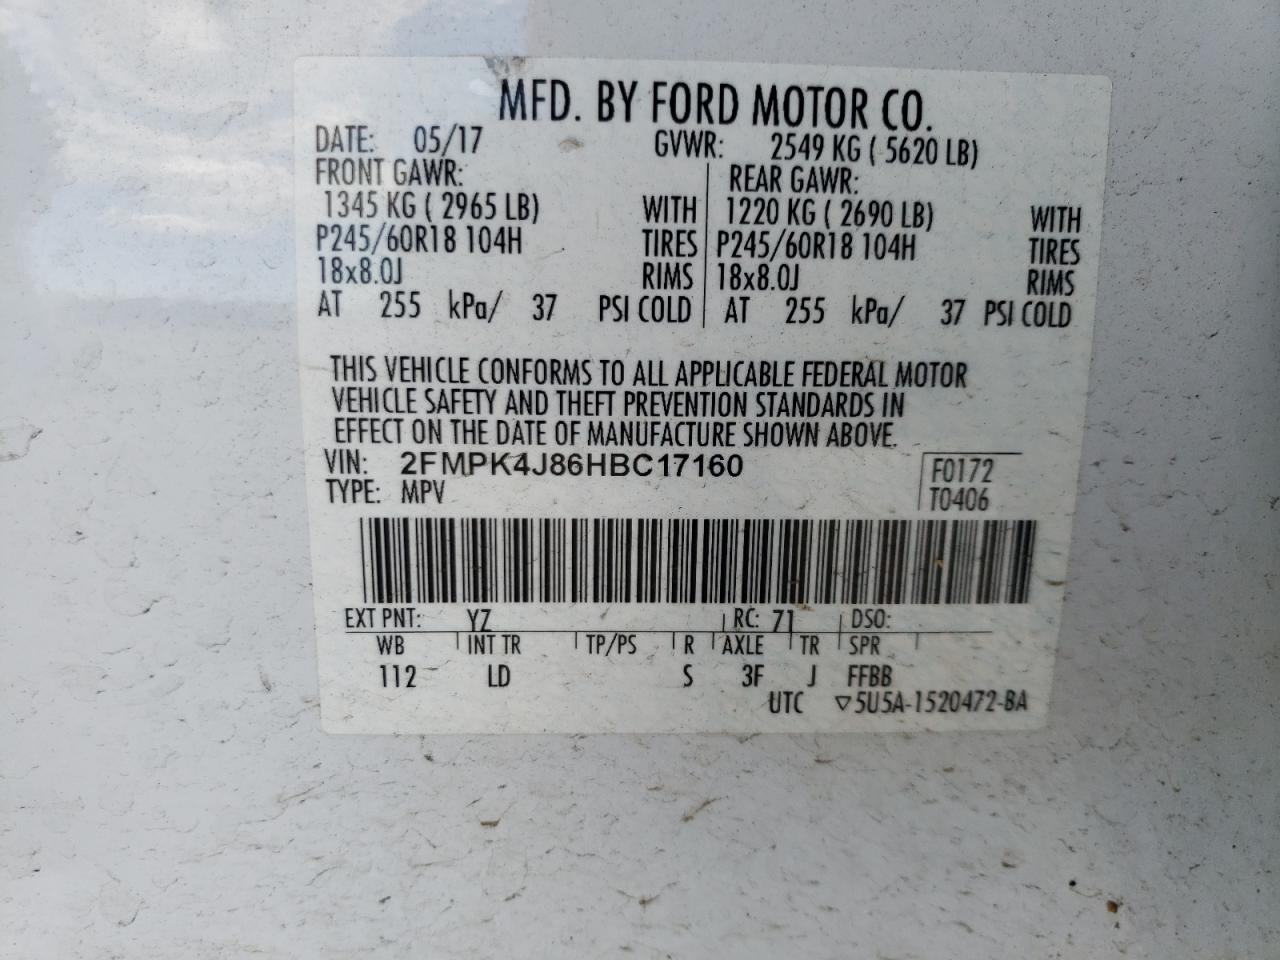 MFD. BY FORD MOTOR CO.
DATE: 05/17 GVWR: 2549 KG ( 5620 LB)
FRONT GAWR: REAR GAWR:
1345 KG ( 2965 LB) WITH 1220 KG ( 2690 LB) WITH
P245/60R18 104H TIRES P245/60R18 104H TIRES
18x8.0J RIMS 18x8.0J RIMS
AT 255 kPa/ 37 PSI COLD AT 255 kPa/ 37 PSI COLD
THIS VEHICLE CONFORMS TO ALL APPLICABLE FEDERAL MOTOR
VEHICLE SAFETY AND THEFT PREVENTION STANDARDS IN
EFFECT ON THE DATE OF MANUFACTURE SHOWN ABOVE.
VIN: 2FMPK4J86HBC17160 F0172
TYPE: MPV T0406
EXT PNT: YZ RC: 71 DSO:
WB INT TR TP/PS R AXLE TR SPR
112 LD S 3F J FFBB
UTC ▽5U5A-1520472-BA